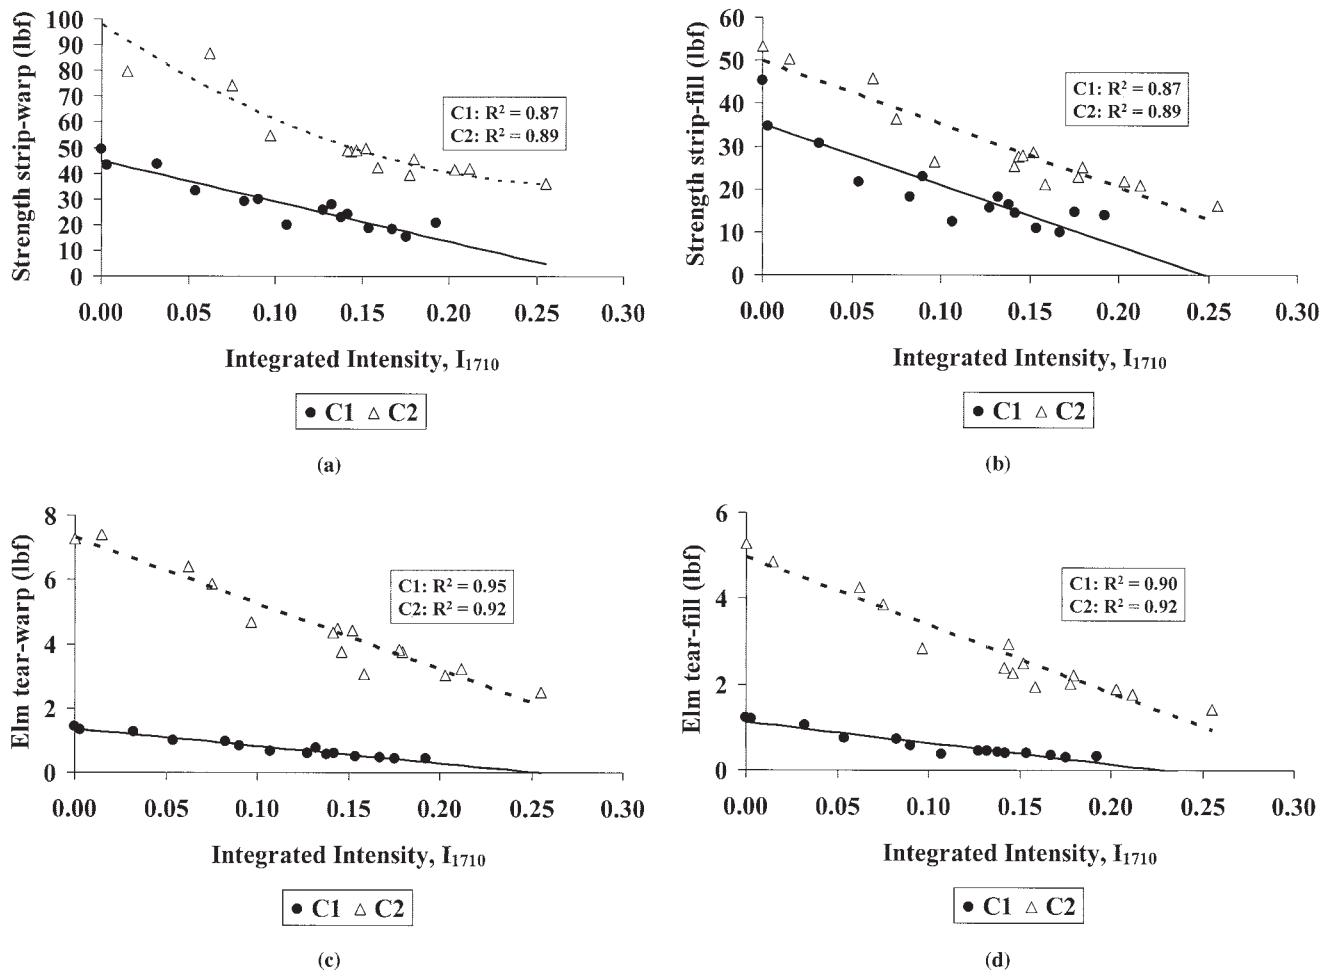 Strength strip-warp (lbf)
100
90
80
70
60
50
40
30
20
10
0
C1: R² = 0.87
C2: R² = 0.89
0.00 0.05 0.10 0.15 0.20 0.25 0.30
Integrated Intensity, I1710
C1 C2
(a)
Strength strip-fill (lbf)
60
50
40
30
20
10
0
C1: R² = 0.87
C2: R² = 0.89
0.00 0.05 0.10 0.15 0.20 0.25 0.30
Integrated Intensity, I1710
C1 C2
(b)
Elm tear-warp (lbf)
8
6
4
2
0
C1: R² = 0.95
C2: R² = 0.92
0.00 0.05 0.10 0.15 0.20 0.25 0.30
Integrated Intensity, I1710
C1 C2
(c)
Elm tear-fill (lbf)
6
4
2
0
C1: R² = 0.90
C2: R² = 0.92
0.00 0.05 0.10 0.15 0.20 0.25 0.30
Integrated Intensity, I1710
C1 C2
(d)